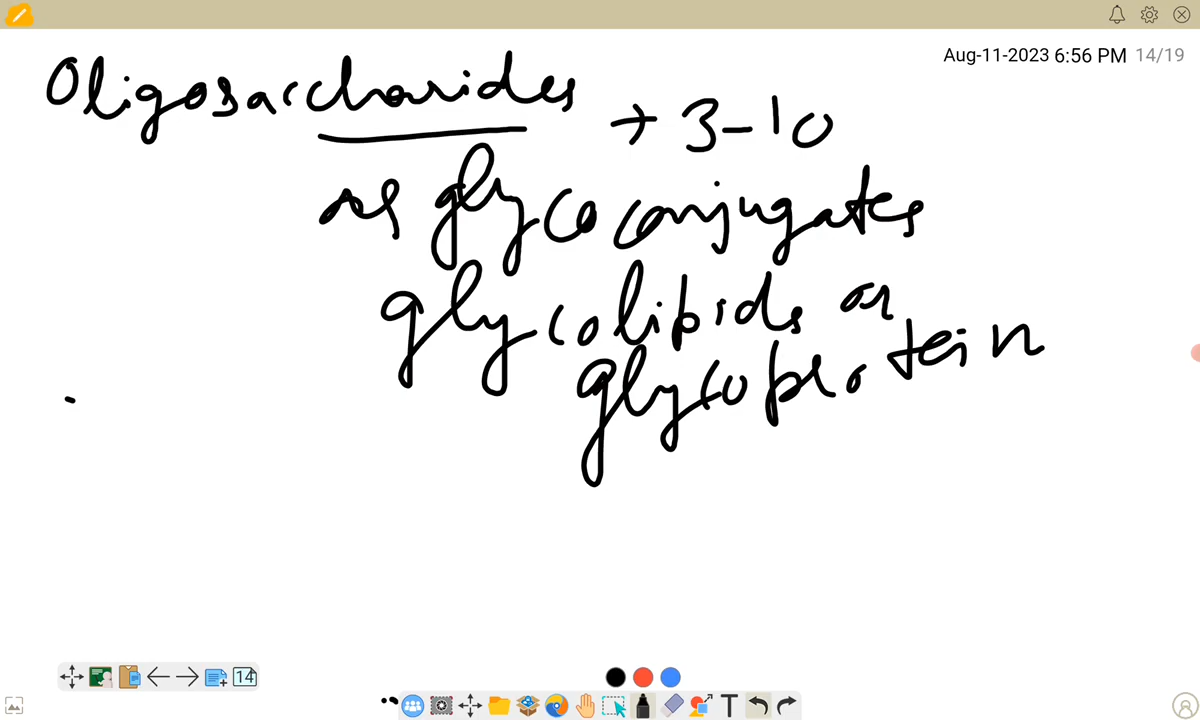 Aug-11-2023 6:56 PM 14/19
Oligosaccharides → 3-10
as glycoconjugates
glycolipids or
glycoprotein
14
T